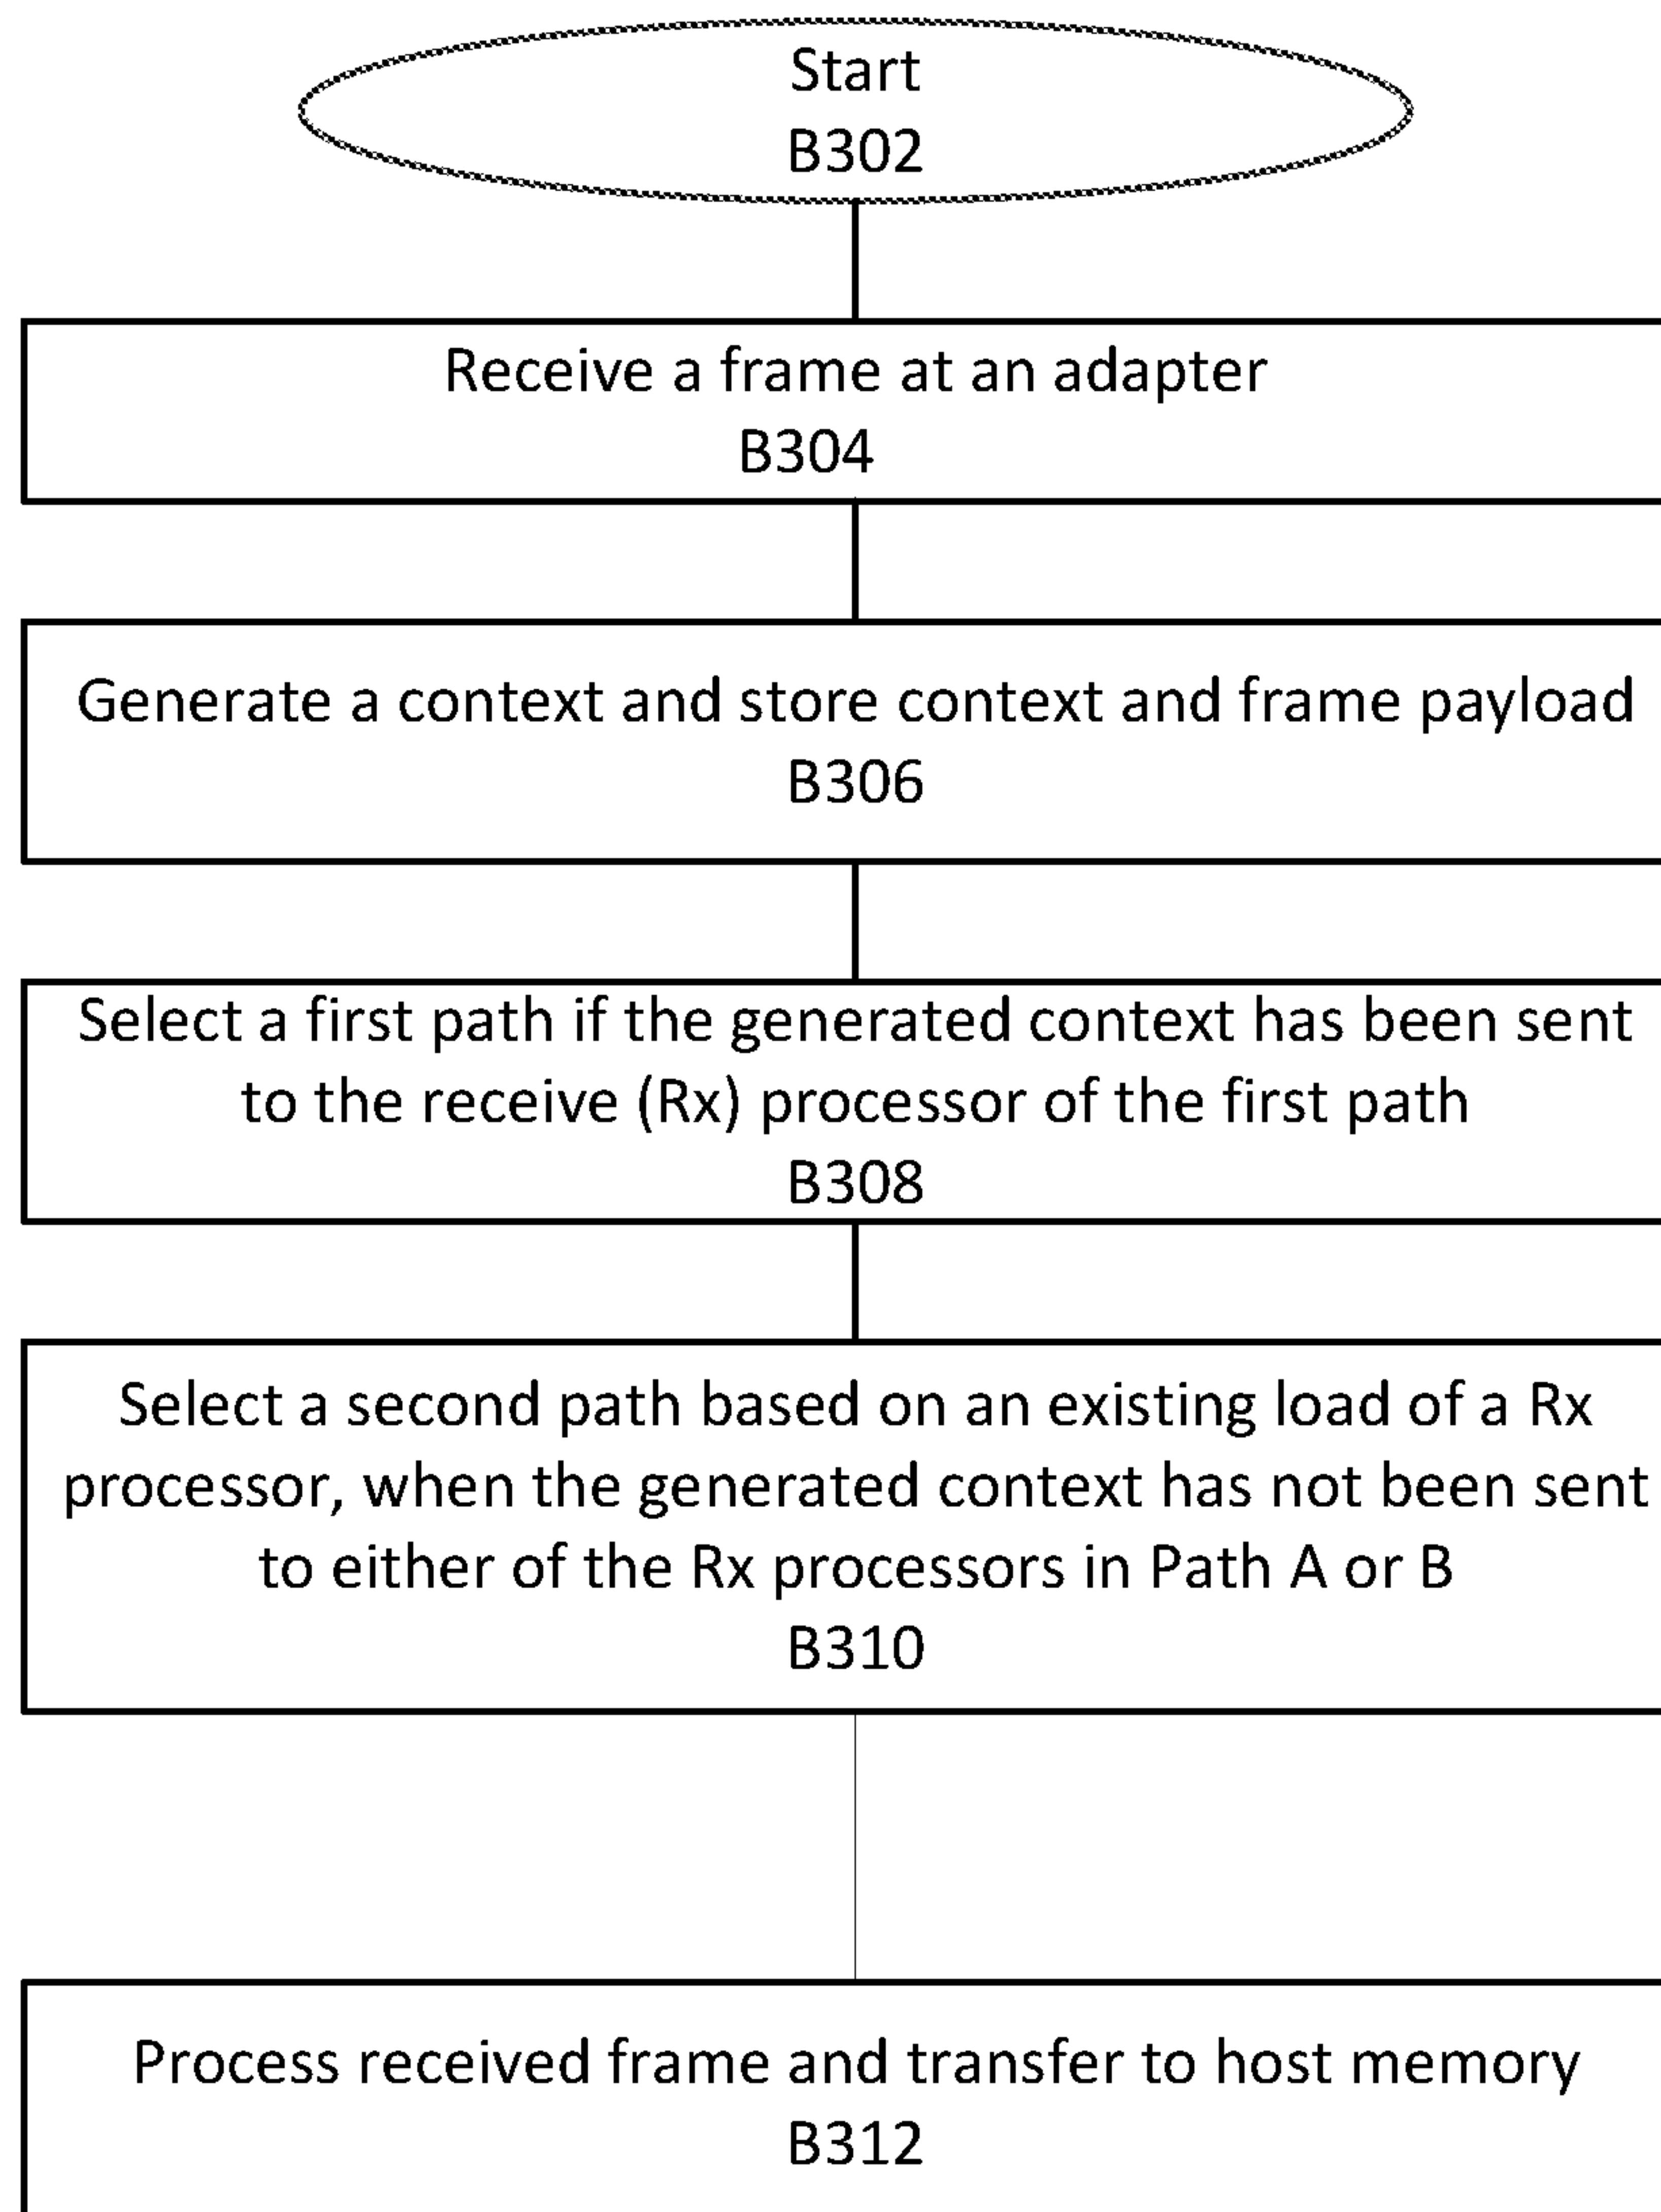 Start
B302
Receive a frame at an adapter
B304
Generate a context and store context and frame payload
B306
Select a first path if the generated context has been sent
to the receive (Rx) processor of the first path
B308
Select a second path based on an existing load of a Rx
processor, when the generated context has not been sent
to either of the Rx processors in Path A or B
B310
Process received frame and transfer to host memory
B312